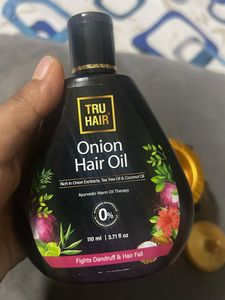 TRU
HAIR
Onion
Hair Oil
Rich in Onion Extracts, Tea Tree Oil & Coconut Oil
Ayurvedic Warm Oil Therapy
0%
110 ml | 3.71 fl oz
Fights Dandruff & Hair Fall